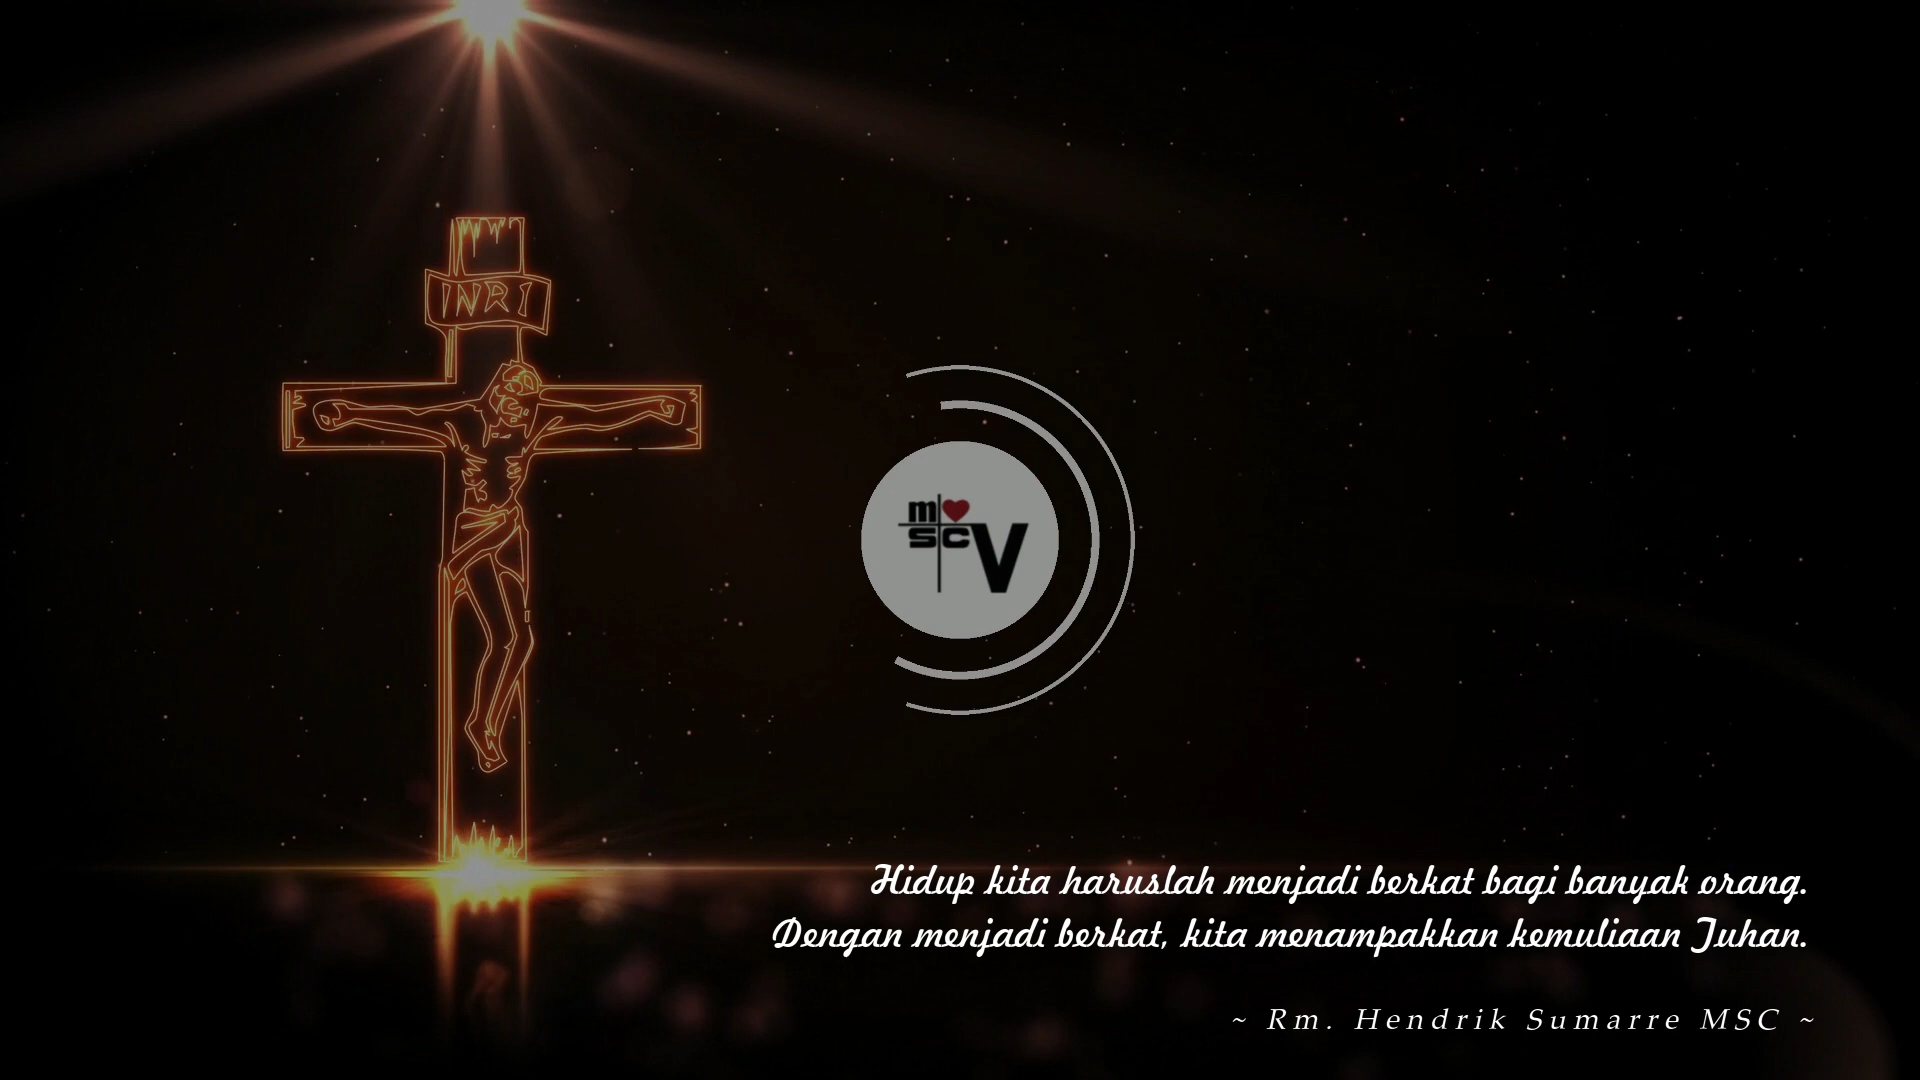 INRI
m
sc V
Hidup kita haruslah menjadi berkat bagi banyak orang.
Dengan menjadi berkat, kita menampakkan kemuliaan Tuhan.
~ Rm. Hendrik Sumarre MSC ~